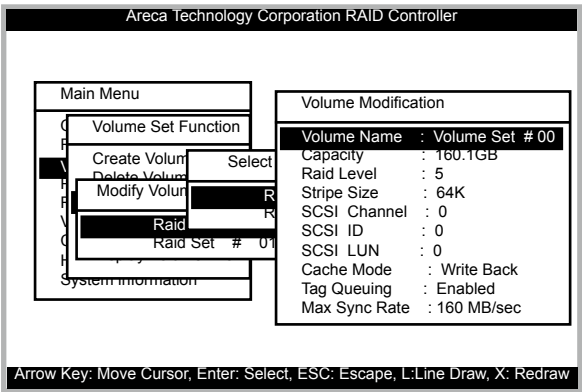 Areca Technology Corporation RAID Controller
Main Menu
Volume Set Function
Create Volum
Delete Volum
Select
Modify Volun
Raid
Raid Set # 01
System Information
Volume Modification
Volume Name : Volume Set # 00
Capacity : 160.1GB
Raid Level : 5
Stripe Size : 64K
SCSI Channel : 0
SCSI ID : 0
SCSI LUN : 0
Cache Mode : Write Back
Tag Queuing : Enabled
Max Sync Rate : 160 MB/sec
Arrow Key: Move Cursor, Enter: Select, ESC: Escape, L:Line Draw, X: Redraw